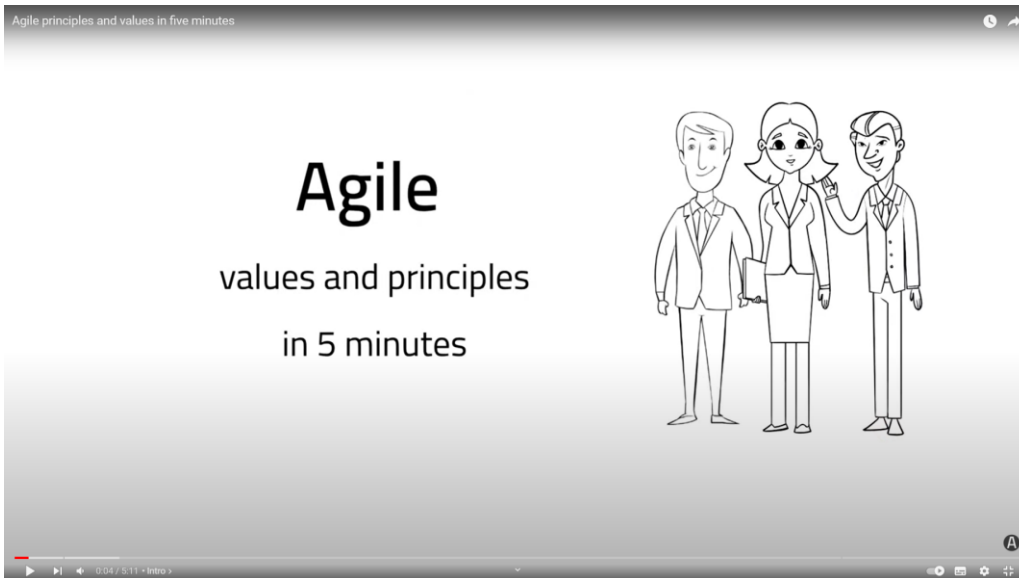 Agile principles and values in five minutes
Agile
values and principles
in 5 minutes
A
0:04 / 5:11 • Intro >